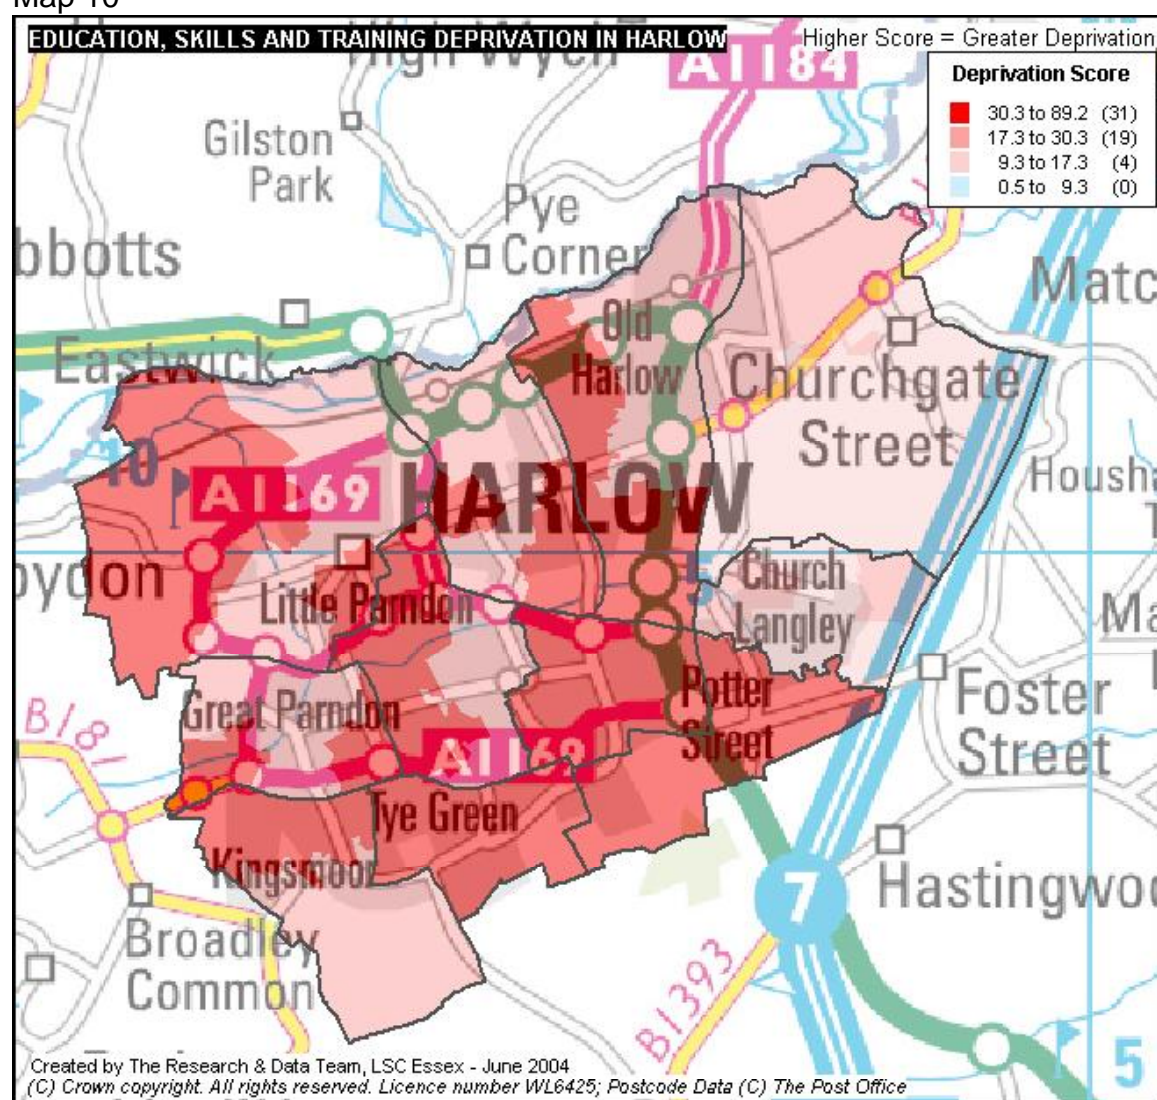 Map 10
EDUCATION, SKILLS AND TRAINING DEPRIVATION IN HARLOW
Higher Score = Greater Deprivation
A1184
Deprivation Score
30.3 to 89.2 (31)
17.3 to 30.3 (19)
9.3 to 17.3 (4)
0.5 to 9.3 (0)
Gilston
Park
Pye
Corner
bbotts
Matc
Eastwick
Old
Harlow
Churchgate
Street
10
A1169
HARLOW
Housha
oydon
Little Parndon
Church
Langley
Ma
Great Parndon
Potter
Street
Foster
Street
B181
A1169
Tye Green
Kingsmoor
7
Hastingwoo
Broadley
Common
B1393
5
Created by The Research & Data Team, LSC Essex - June 2004
(C) Crown copyright. All rights reserved. Licence number WL6425; Postcode Data (C) The Post Office